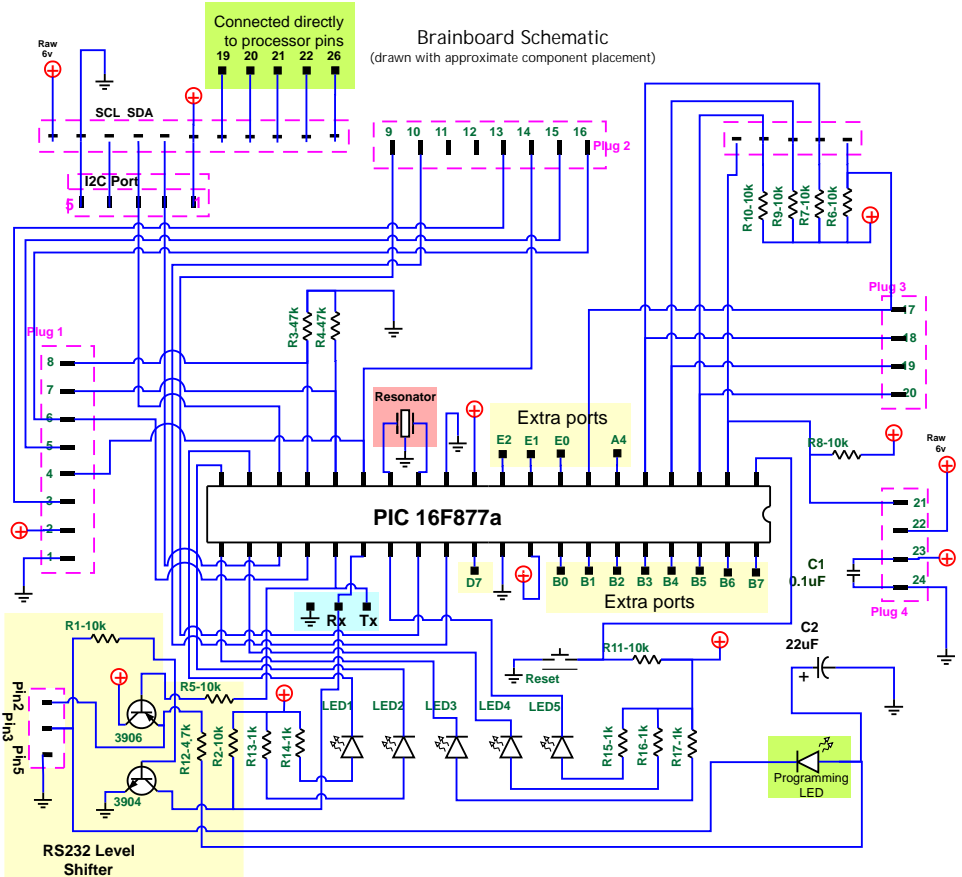 Connected directly
to processor pins
19 20 21 22 26
Brainboard Schematic
(drawn with approximate component placement)
Raw
6v
SCL SDA
I2C Port
5 1
9 10 11 12 13 14 15 16
Plug 2
R10-10k
R9-10k
R7-10k
R6-10k
Plug 3
17
18
19
20
R3-47k
R4-47k
Plug 1
8
7
6
5
4
3
2
1
Resonator
Extra ports
E2 E1 E0 A4
R8-10k
Raw
6v
PIC 16F877a
21
22
23
24
Plug 4
C1
0.1uF
D7
B0 B1 B2 B3 B4 B5 B6 B7
Extra ports
Rx Tx
C2
22uF
+
R1-10k
R11-10k
Reset
Pin2
Pin3
Pin5
R5-10k
3906
3904
R12-4,7k
R2-10k
R13-1k
R14-1k
LED1 LED2 LED3 LED4 LED5
R15-1k
R16-1k
R17-1k
Programming
LED
RS232 Level
Shifter